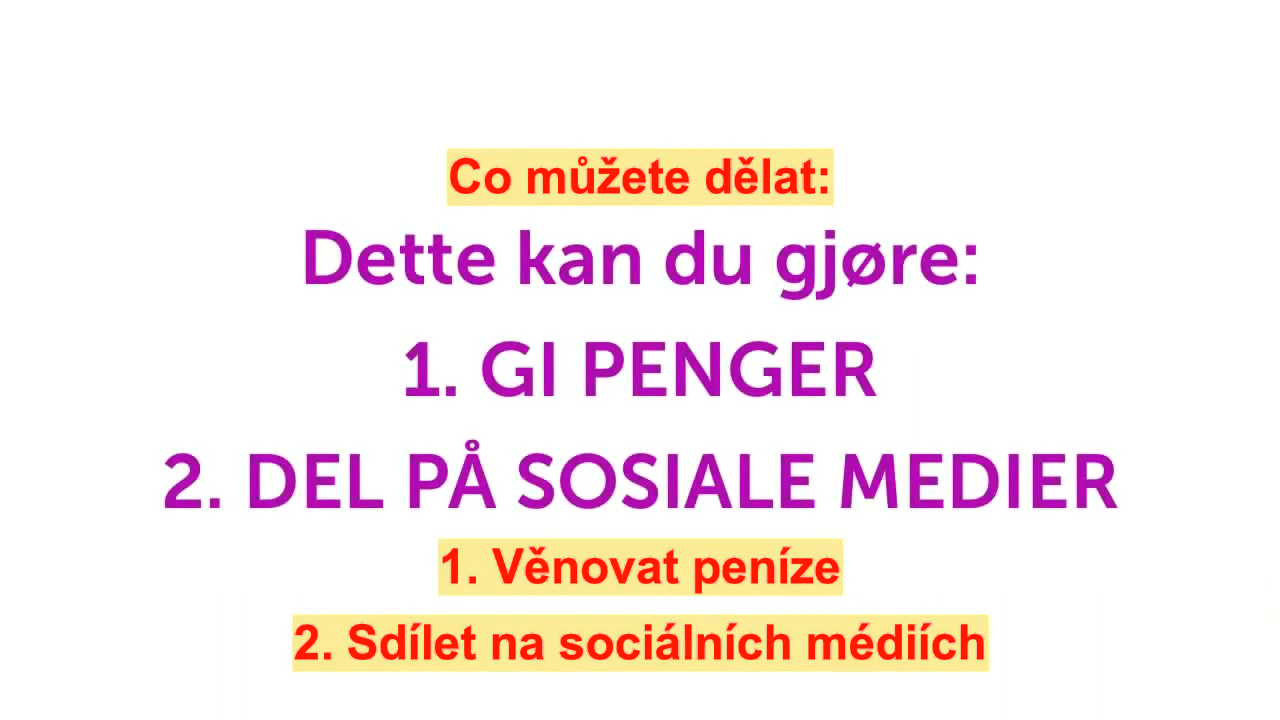 Co můžete dělat:
Dette kan du gjøre:
1. GI PENGER
2. DEL PÅ SOSIALE MEDIER
1. Věnovat peníze
2. Sdílet na sociálních médiích